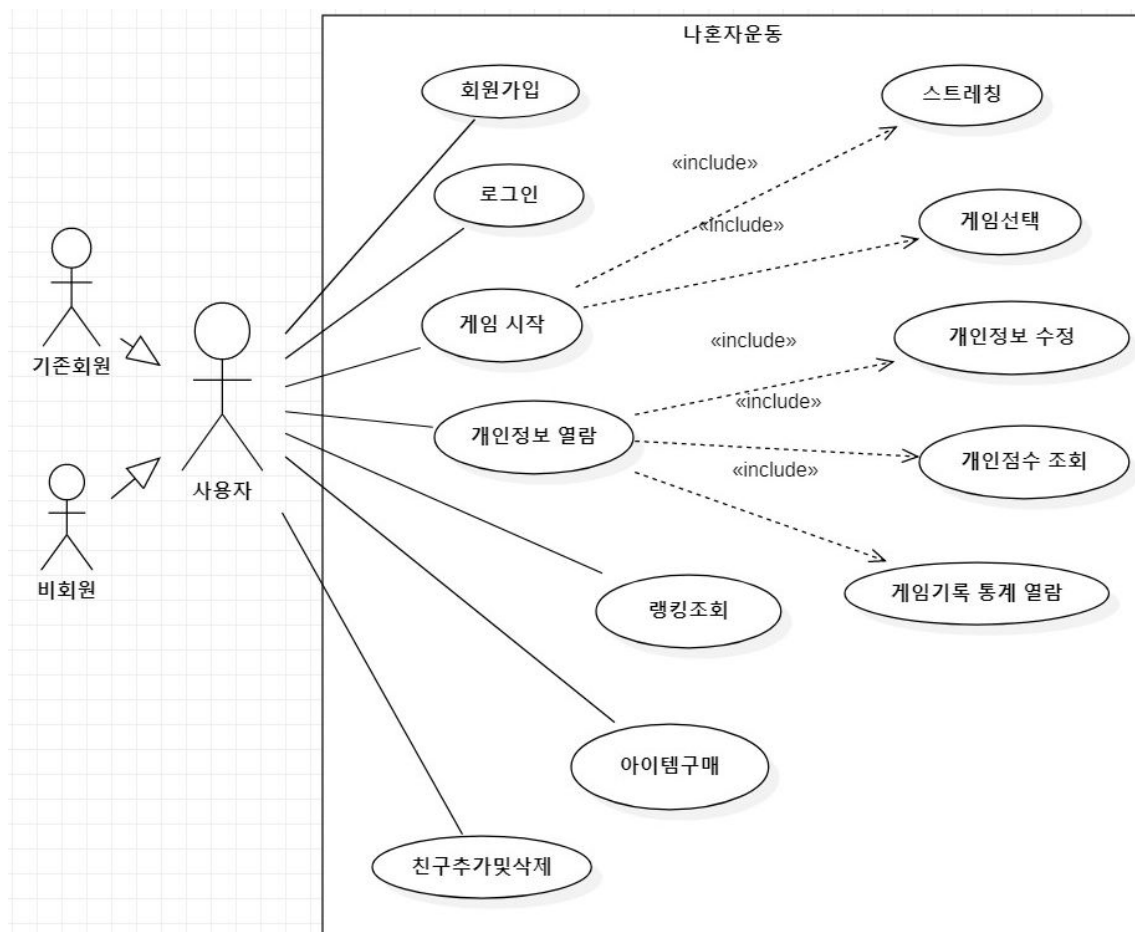 나혼자운동
회원가입
스트레칭
«include»
로그인
게임선택
«include»
기존회원
게임 시작
개인정보 수정
«include»
사용자
개인정보 열람
«include»
개인점수 조회
«include»
비회원
랭킹조회
게임기록 통계 열람
아이템구매
친구추가및삭제